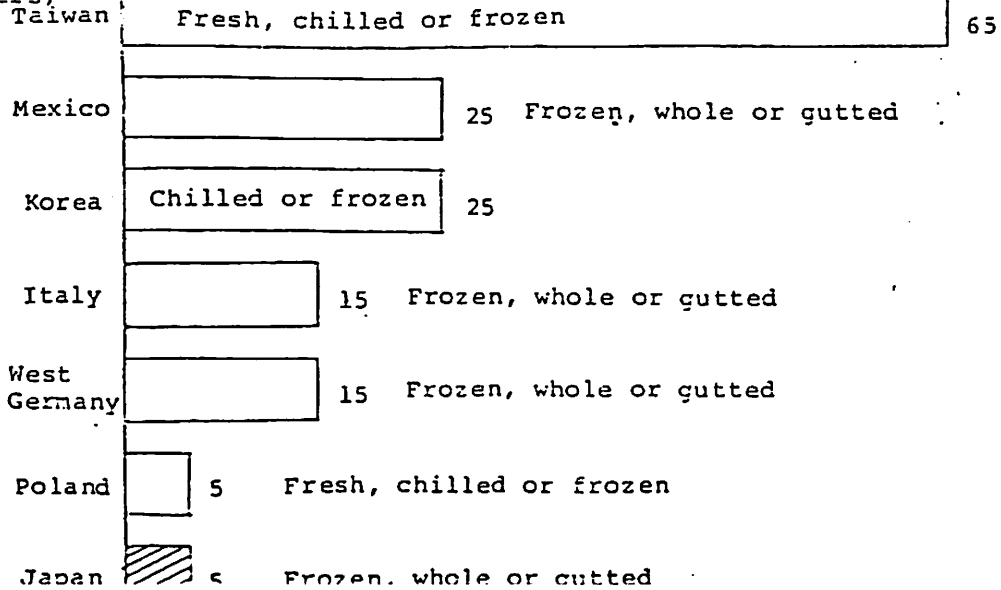 Taiwan Fresh, chilled or frozen 65
Mexico 25 Frozen, whole or gutted
Korea Chilled or frozen 25
Italy 15 Frozen, whole or gutted
West
Germany 15 Frozen, whole or gutted
Poland 5 Fresh, chilled or frozen
Japan 5 Frozen, whole or gutted